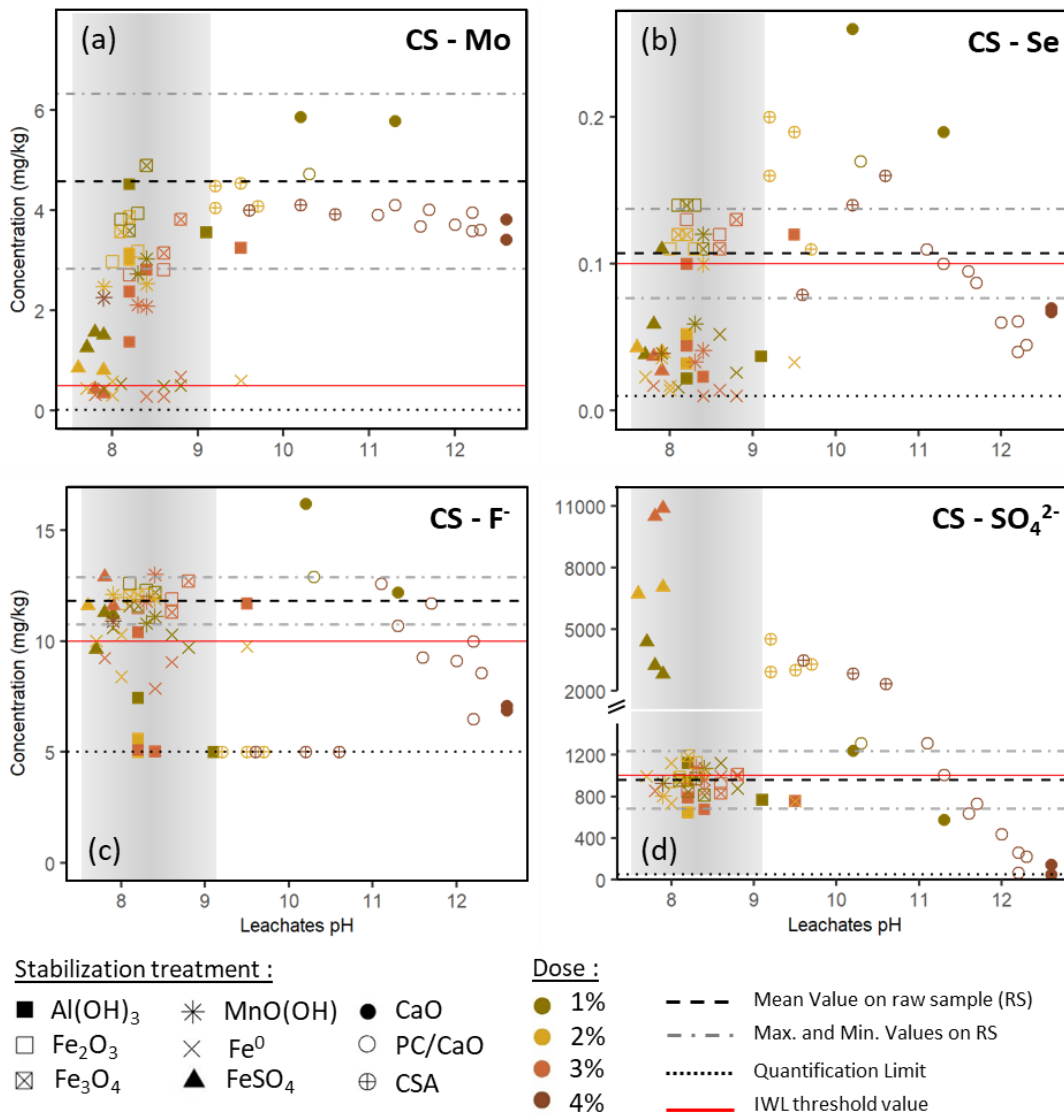 (a)
CS - Mo
(b)
CS - Se
Concentration (mg/kg)
6
4
2
0
8
9
10
11
12
Concentration (mg/kg)
0.2
0.1
0.0
8
9
10
11
12
CS - F⁻
(c)
Concentration (mg/kg)
15
10
5
0
8
9
10
11
12
Leachates pH
CS - SO₄²⁻
(d)
11000
8000
5000
2000
1200
800
400
0
8
9
10
11
12
Leachates pH
Stabilization treatment :
Al(OH)₃
MnO(OH)
CaO
Fe₂O₃
Fe⁰
PC/CaO
Fe₃O₄
FeSO₄
CSA
Dose :
1%
2%
3%
4%
Mean Value on raw sample (RS)
Max. and Min. Values on RS
Quantification Limit
IWL threshold value